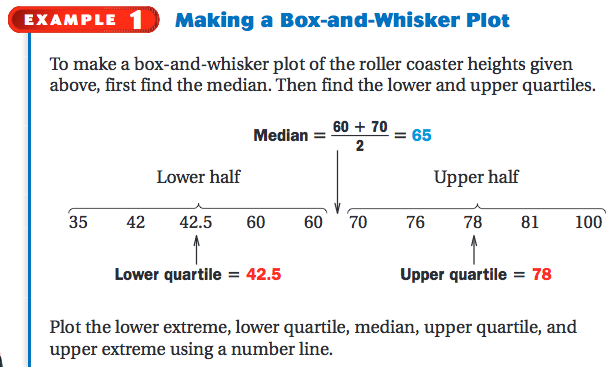 EXAMPLE 1 Making a Box-and-Whisker Plot
To make a box-and-whisker plot of the roller coaster heights given
above, first find the median. Then find the lower and upper quartiles.
Median = 60 + 70 / 2 = 65
Lower half Upper half
35 42 42.5 60 60 70 76 78 81 100
Lower quartile = 42.5 Upper quartile = 78
Plot the lower extreme, lower quartile, median, upper quartile, and
upper extreme using a number line.